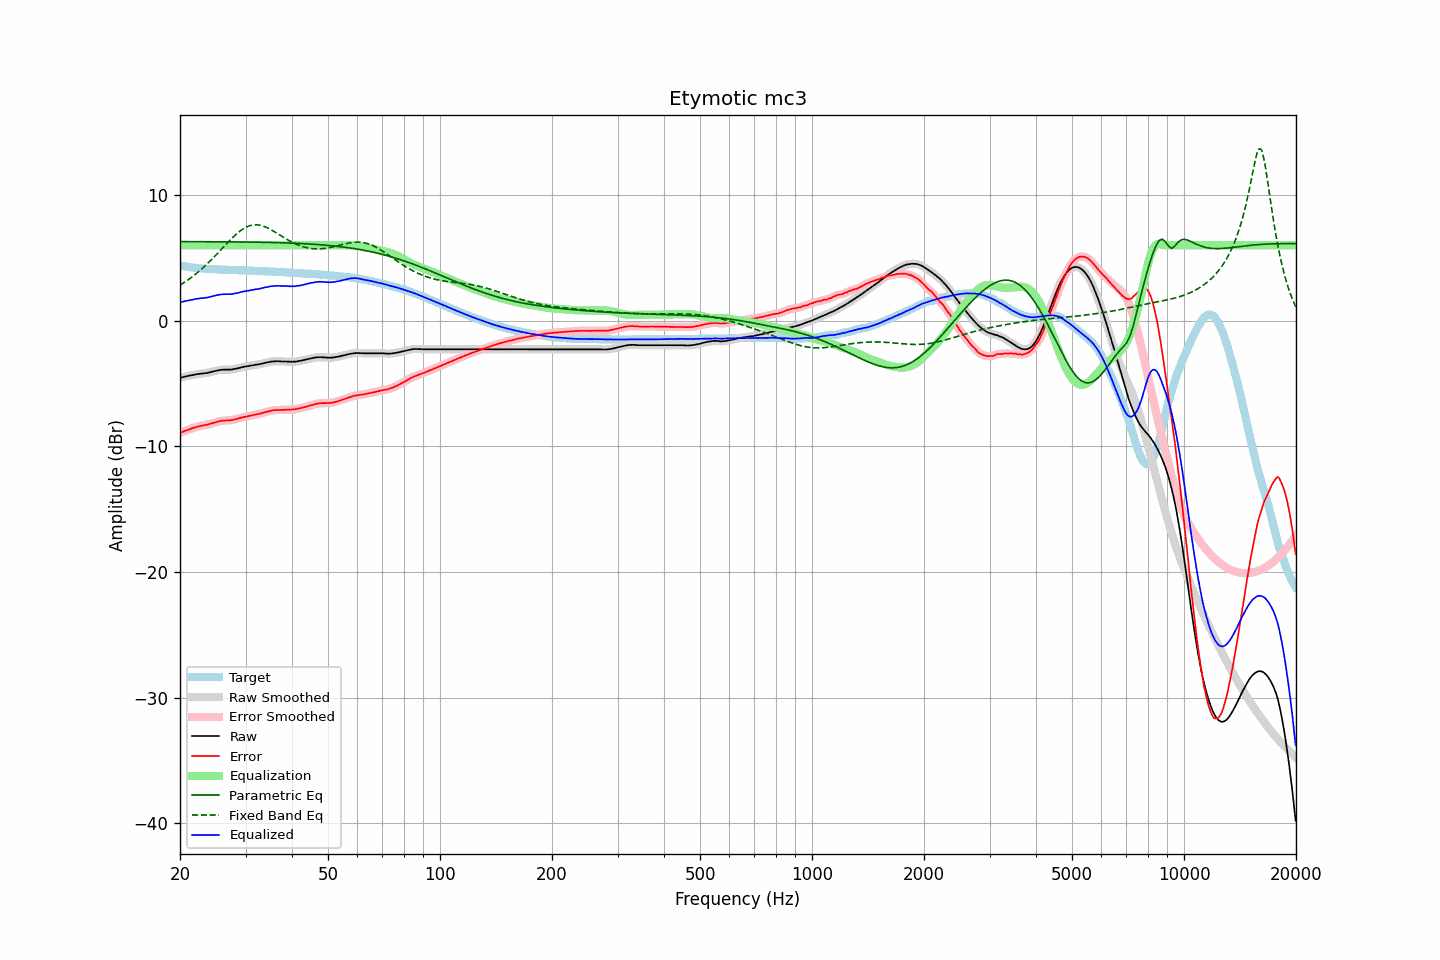 Etymotic mc3
Amplitude (dBr)
10
0
−10
−20
−30
−40
Target
Raw Smoothed
Error Smoothed
Raw
Error
Equalization
Parametric Eq
Fixed Band Eq
Equalized
20 50 100 200 500 1000 2000 5000 10000 20000
Frequency (Hz)